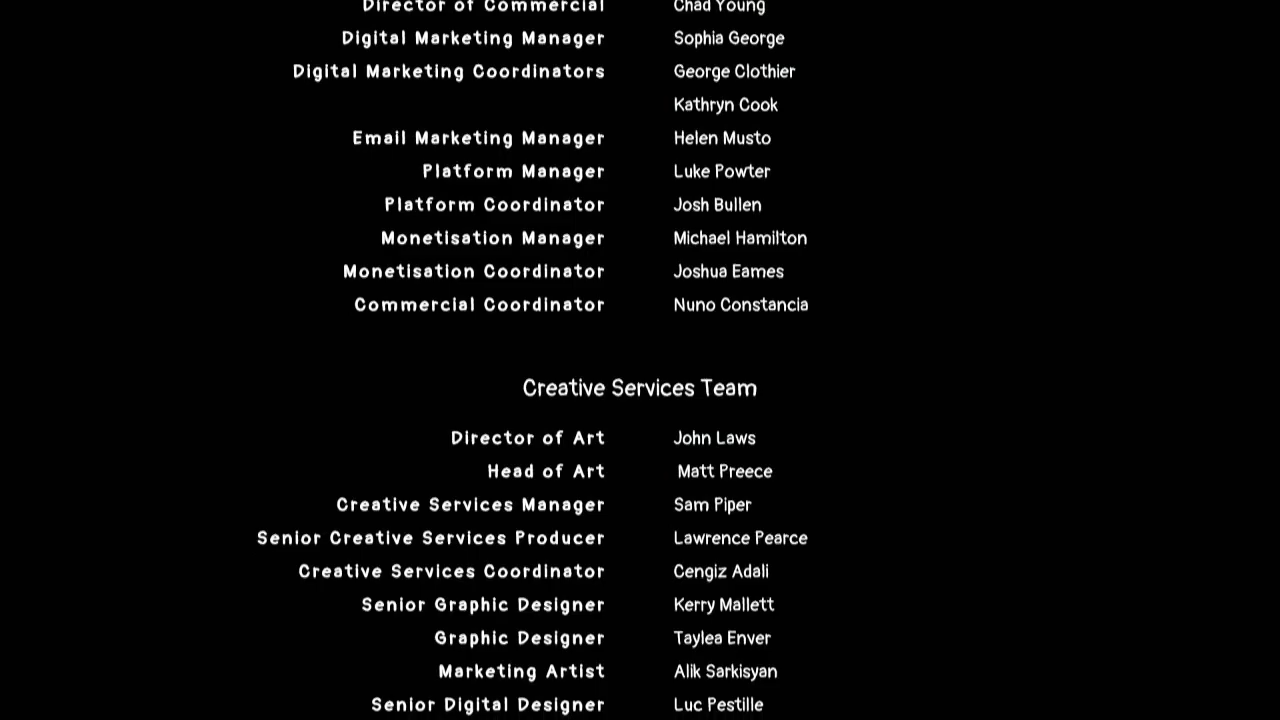 Director of Commercial Chad Young
Digital Marketing Manager Sophia George
Digital Marketing Coordinators George Clothier
Kathryn Cook
Email Marketing Manager Helen Musto
Platform Manager Luke Powter
Platform Coordinator Josh Bullen
Monetisation Manager Michael Hamilton
Monetisation Coordinator Joshua Eames
Commercial Coordinator Nuno Constancia
Creative Services Team
Director of Art John Laws
Head of Art Matt Preece
Creative Services Manager Sam Piper
Senior Creative Services Producer Lawrence Pearce
Creative Services Coordinator Cengiz Adali
Senior Graphic Designer Kerry Mallett
Graphic Designer Taylea Enver
Marketing Artist Alik Sarkisyan
Senior Digital Designer Luc Pestille